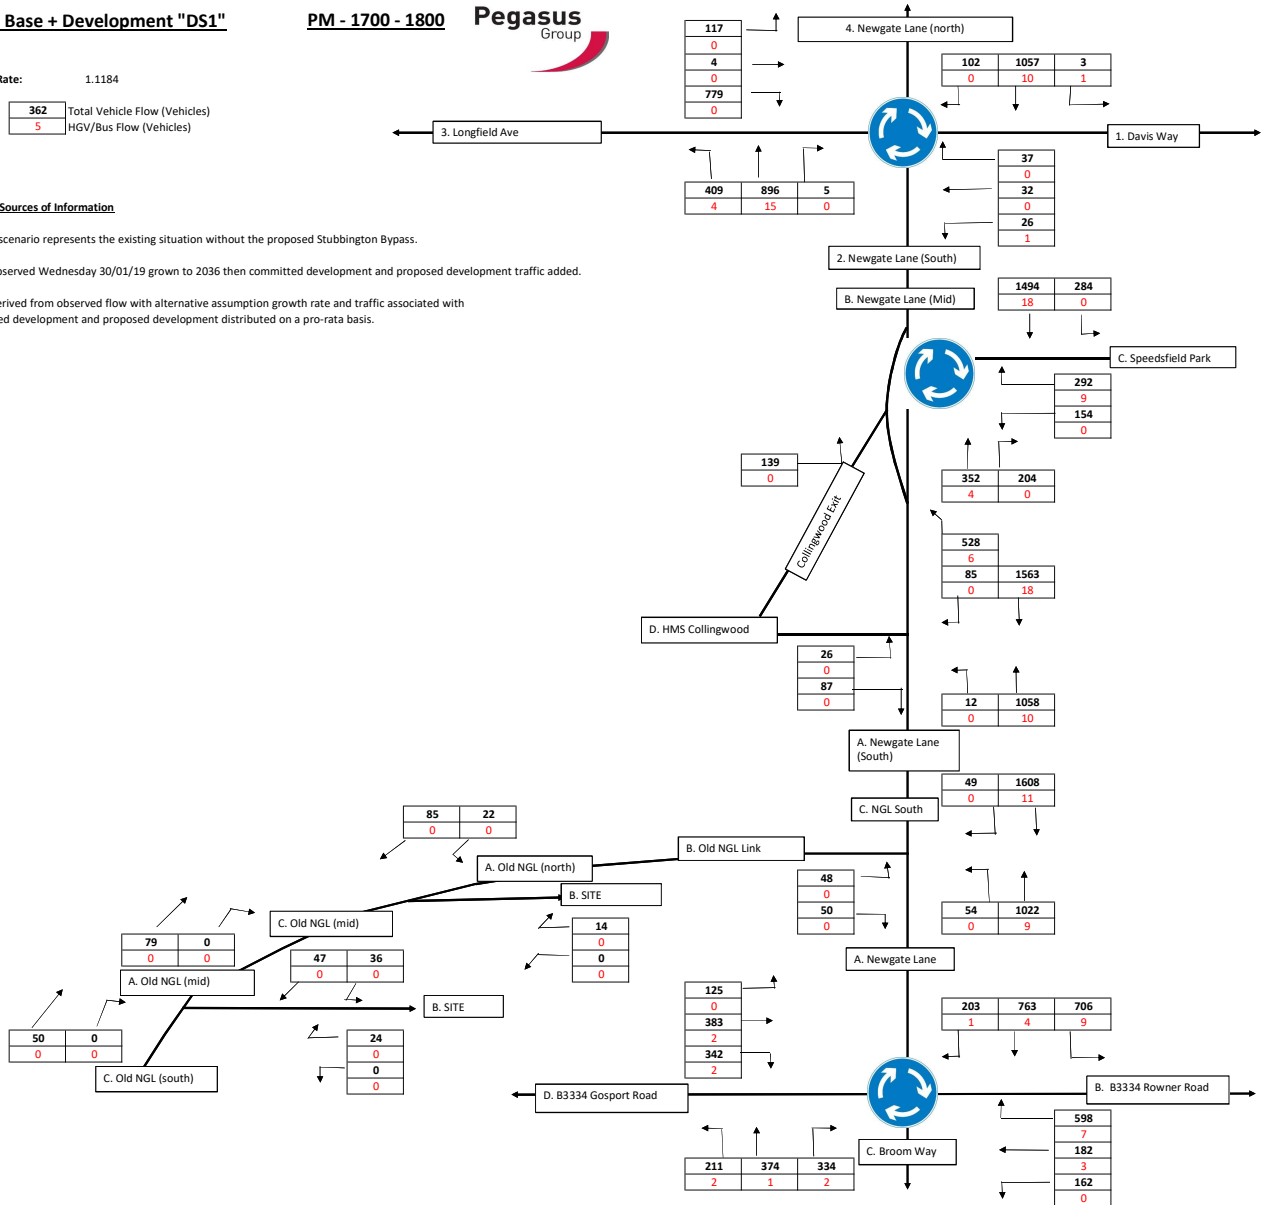 Base + Development "DS1"
PM - 1700 - 1800
Pegasus
Group
Rate: 1.1184
362 Total Vehicle Flow (Vehicles)
5 HGV/Bus Flow (Vehicles)
Sources of Information
scenario represents the existing situation without the proposed Stubbington Bypass.
bserved Wednesday 30/01/19 grown to 2036 then committed development and proposed development traffic added.
erived from observed flow with alternative assumption growth rate and traffic associated with
ed development and proposed development distributed on a pro-rata basis.
117
0
4
0
779
0
4. Newgate Lane (north)
102 1057 3
0 10 1
3. Longfield Ave
1. Davis Way
409 896 5
4 15 0
37
0
32
0
26
1
2. Newgate Lane (South)
B. Newgate Lane (Mid)
1494 284
18 0
C. Speedsfield Park
292
9
154
0
139
0
352 204
4 0
Collingwood Exit
528
6
85 1563
0 18
D. HMS Collingwood
26
0
87
0
12 1058
0 10
A. Newgate Lane
(South)
49 1608
0 11
C. NGL South
85 22
0 0
B. Old NGL Link
A. Old NGL (north)
48
0
50
0
54 1022
0 9
B. SITE
C. Old NGL (mid)
14
0
0
0
79 0
0 0
47 36
0 0
A. Newgate Lane
A. Old NGL (mid)
B. SITE
125
0
383
2
342
2
203 763 706
1 4 9
50 0
0 0
24
0
0
0
C. Old NGL (south)
D. B3334 Gosport Road
B. B3334 Rowner Road
598
7
182
3
162
0
C. Broom Way
211 374 334
2 1 2